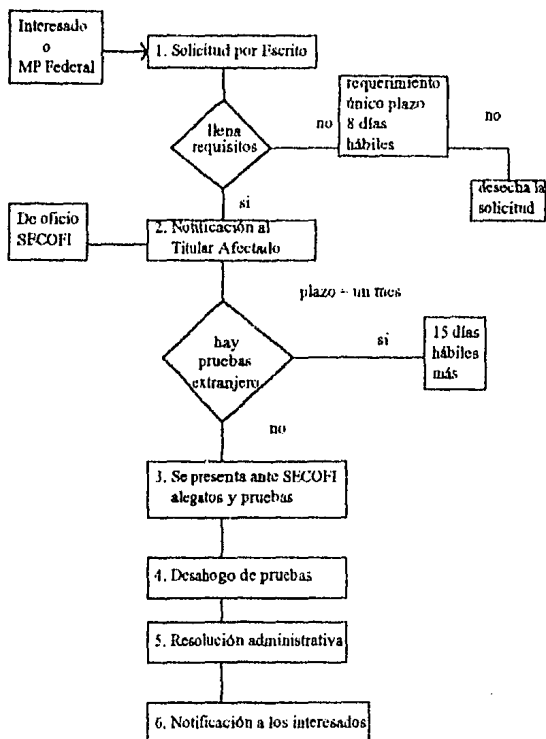 Interesado
o
MP Federal
1. Solicitud por Escrito
llena
requisitos
no
requerimiento
único plazo
8 días
hábiles
no
desecha la
solicitud
si
De oficio
SECOFI
2. Notificación al
Titular Afectado
plazo = un mes
hay
pruebas
extranjero
si
15 días
hábiles
más
no
3. Se presenta ante SECOFI
alegatos y pruebas
4. Desahogo de pruebas
5. Resolución administrativa
6. Notificación a los interesados